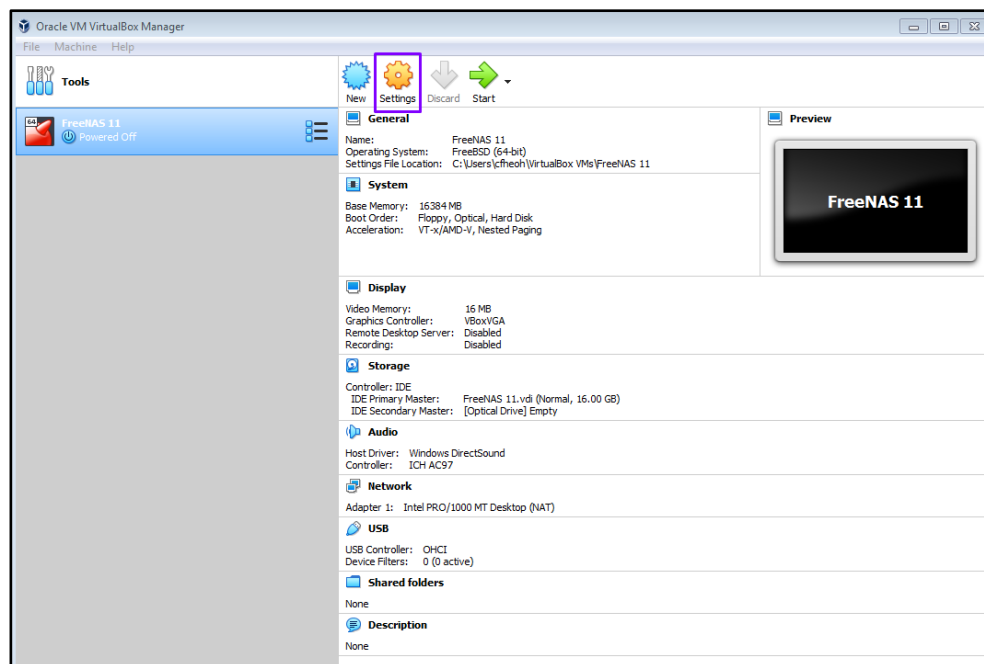 Oracle VM VirtualBox Manager
File Machine Help
Tools
New Settings Discard Start
64
FreeNAS 11
Powered Off
General
Name: FreeNAS 11
Operating System: FreeBSD (64-bit)
Settings File Location: C:\Users\cfheoh\VirtualBox VMs\FreeNAS 11
Preview
FreeNAS 11
System
Base Memory: 16384 MB
Boot Order: Floppy, Optical, Hard Disk
Acceleration: VT-x/AMD-V, Nested Paging
Display
Video Memory: 16 MB
Graphics Controller: VBoxVGA
Remote Desktop Server: Disabled
Recording: Disabled
Storage
Controller: IDE
IDE Primary Master: FreeNAS 11.vdi (Normal, 16.00 GB)
IDE Secondary Master: [Optical Drive] Empty
Audio
Host Driver: Windows DirectSound
Controller: ICH AC97
Network
Adapter 1: Intel PRO/1000 MT Desktop (NAT)
USB
USB Controller: OHCI
Device Filters: 0 (0 active)
Shared folders
None
Description
None